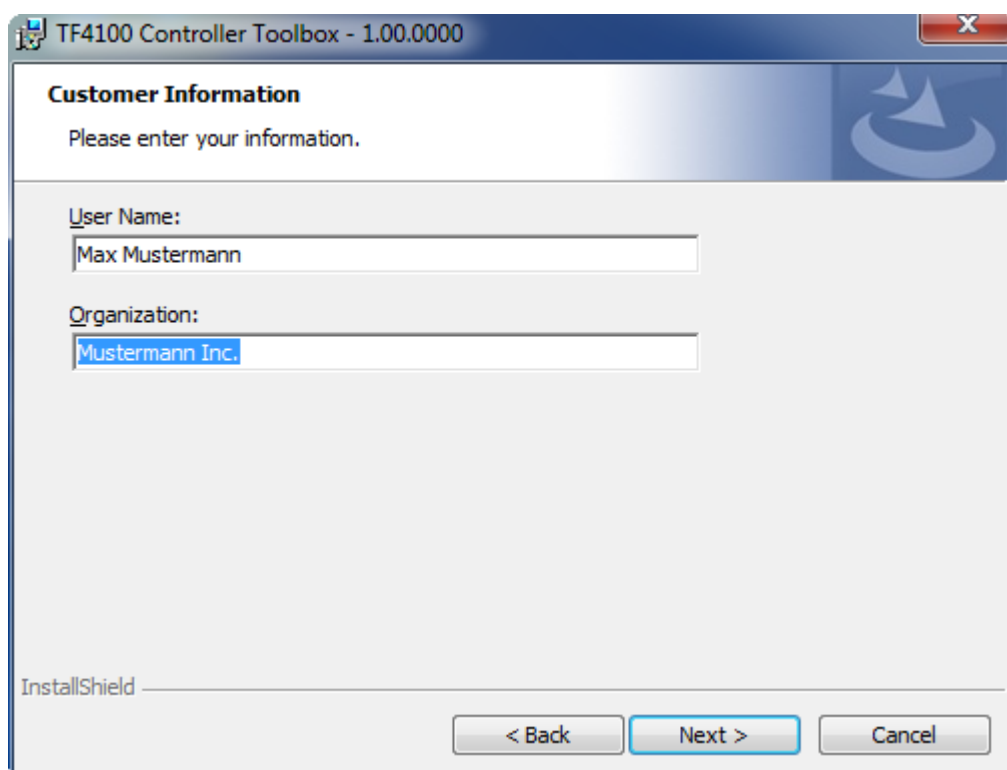 TF4100 Controller Toolbox - 1.00.0000
Customer Information
Please enter your information.
User Name:
Max Mustermann
Organization:
Mustermann Inc.
InstallShield
< Back
Next >
Cancel